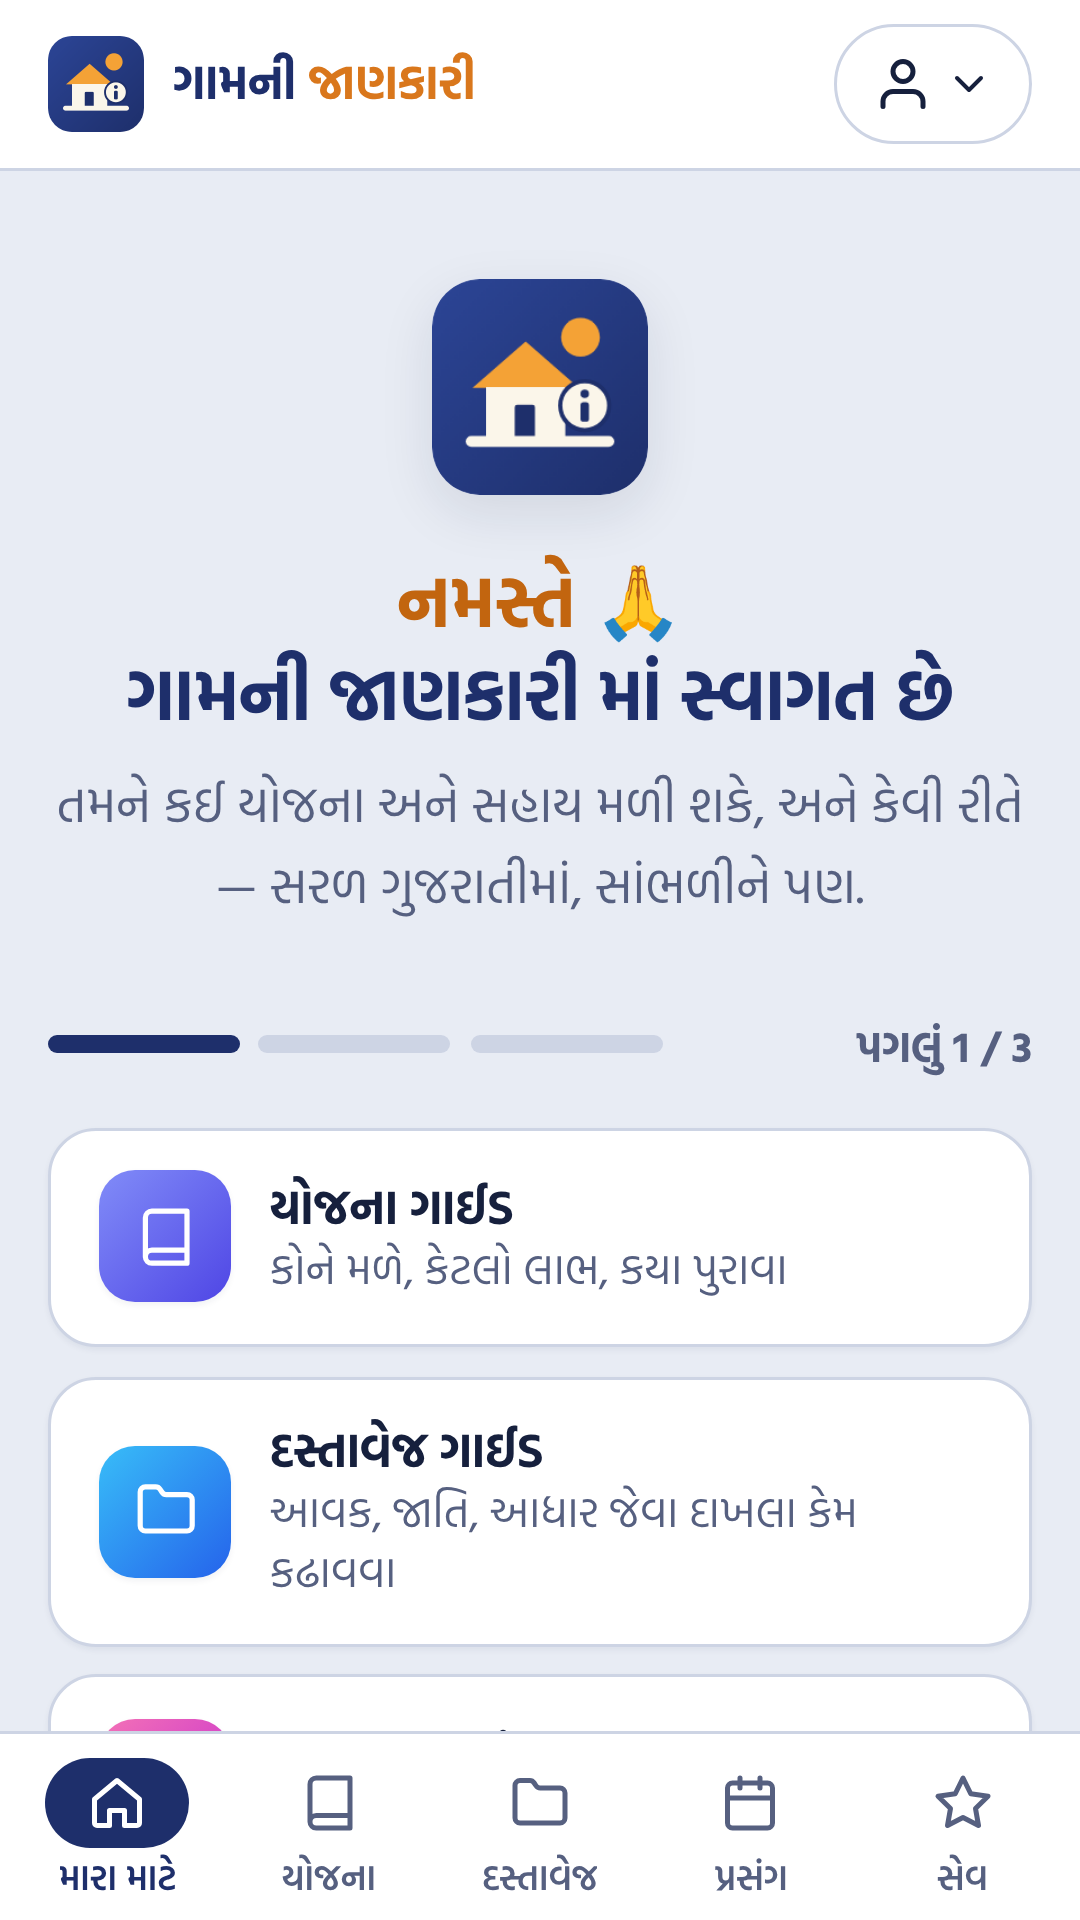 ગામની જાણકારી
નમસ્તે 🙏
ગામની જાણકારી માં સ્વાગત છે
તમને કઈ યોજના અને સહાય મળી શકે, અને કેવી રીતે
— સરળ ગુજરાતીમાં, સાંભળીને પણ.
પગલું 1 / 3
યોજના ગાઈડ
કોને મળે, કેટલો લાભ, કયા પુરાવા
દસ્તાવેજ ગાઈડ
આવક, જાતિ, આધાર જેવા દાખલા કેમ
કઢાવવા
મારા માટે
યોજના
દસ્તાવેજ
પ્રસંગ
સેવ